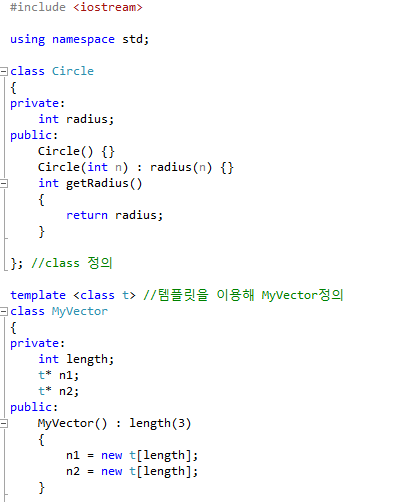 #include <iostream>
using namespace std;
class Circle
{
private:
int radius;
public:
Circle() {}
Circle(int n) : radius(n) {}
int getRadius()
{
return radius;
}
}; //class 정의
template <class t> //템플릿을 이용해 MyVector정의
class MyVector
{
private:
int length;
t* n1;
t* n2;
public:
MyVector() : length(3)
{
n1 = new t[length];
n2 = new t[length];
}